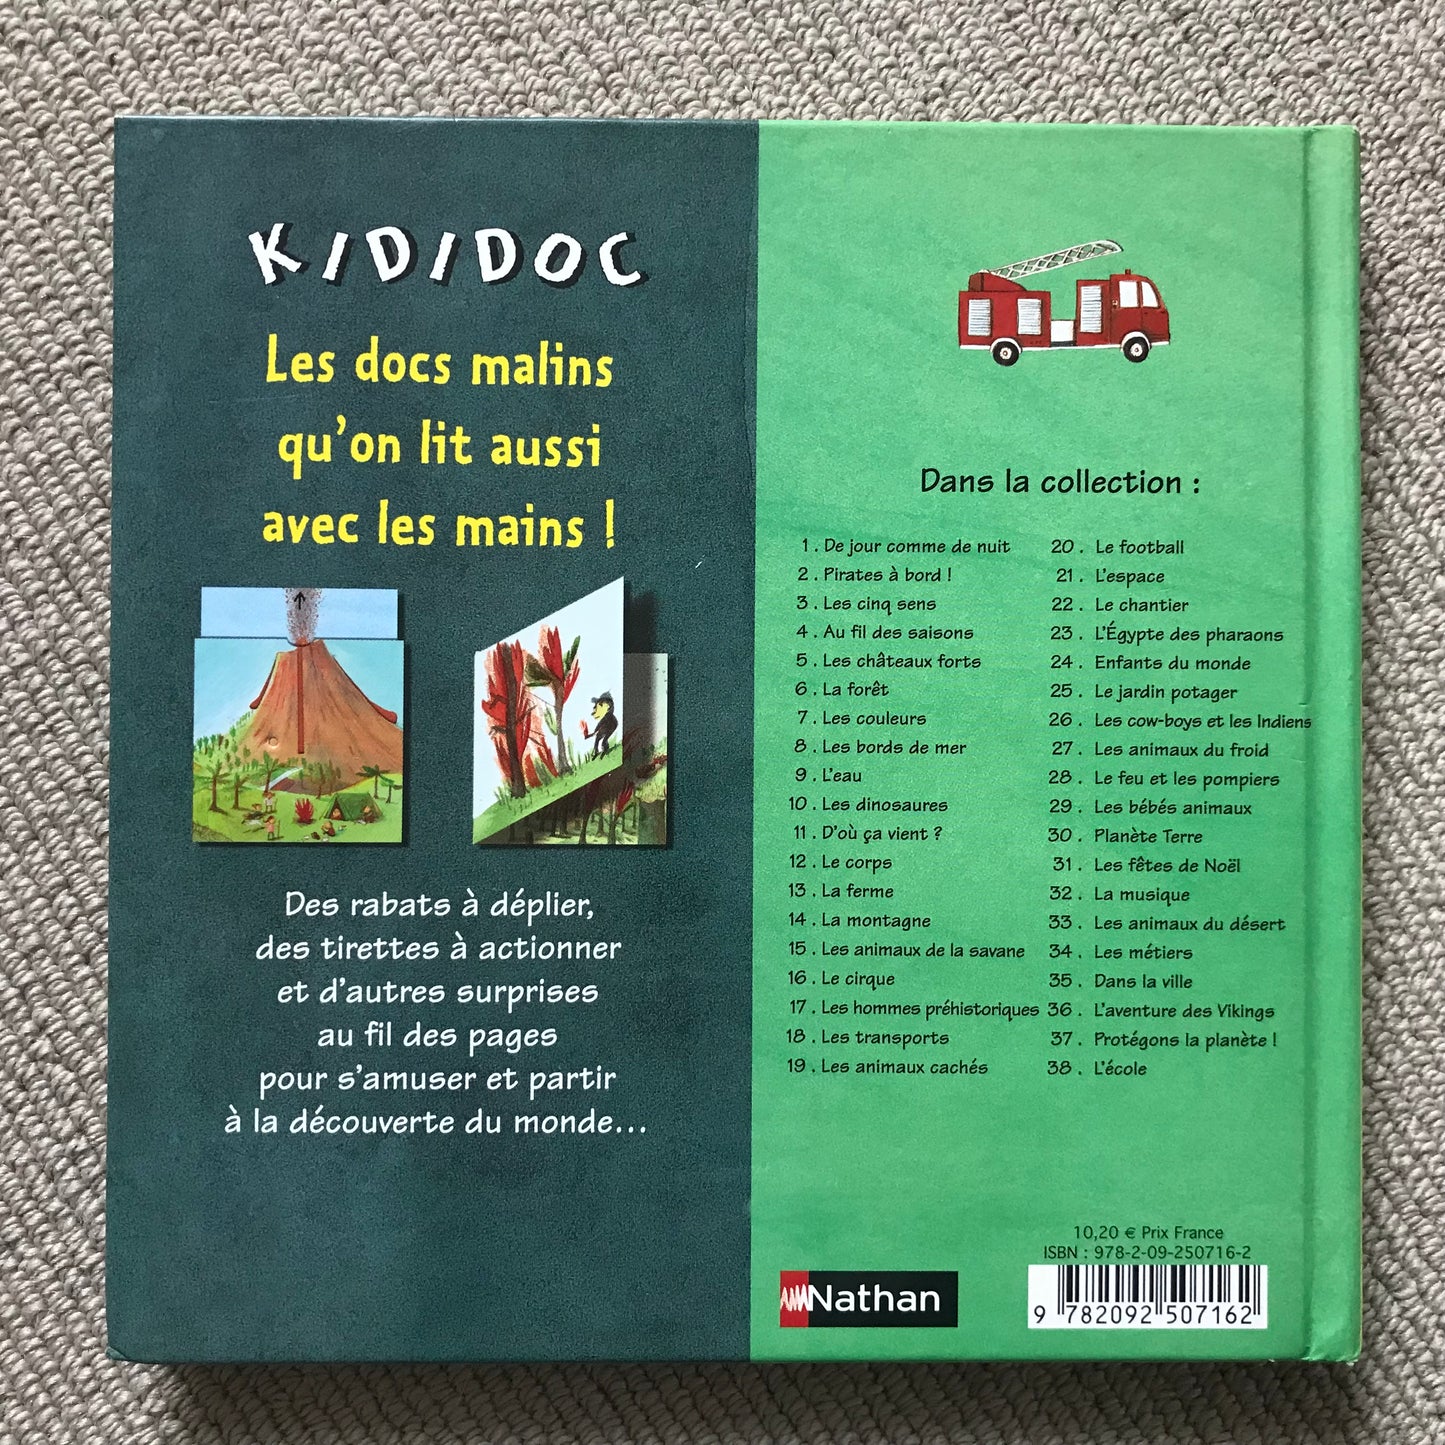 KIDIDOC
Les docs malins
qu'on lit aussi
avec les mains !
Des rabats à déplier,
des tirettes à actionner
et d'autres surprises
au fil des pages
pour s'amuser et partir
à la découverte du monde...
Dans la collection :
1 . De jour comme de nuit
2 . Pirates à bord !
3 . Les cinq sens
4 . Au fil des saisons
5 . Les châteaux forts
6 . La forêt
7 . Les couleurs
8 . Les bords de mer
9 . L'eau
10 . Les dinosaures
11 . D'où ça vient ?
12 . Le corps
13 . La ferme
14 . La montagne
15 . Les animaux de la savane
16 . Le cirque
17 . Les hommes préhistoriques
18 . Les transports
19 . Les animaux cachés
20 . Le football
21 . L'espace
22 . Le chantier
23 . L'Égypte des pharaons
24 . Enfants du monde
25 . Le jardin potager
26 . Les cow-boys et les Indiens
27 . Les animaux du froid
28 . Le feu et les pompiers
29 . Les bébés animaux
30 . Planète Terre
31 . Les fêtes de Noël
32 . La musique
33 . Les animaux du désert
34 . Les métiers
35 . Dans la ville
36 . L'aventure des Vikings
37 . Protégons la planète !
38 . L'école
10,20 € Prix France
ISBN : 978-2-09-250716-2
Nathan
9 782092 507162